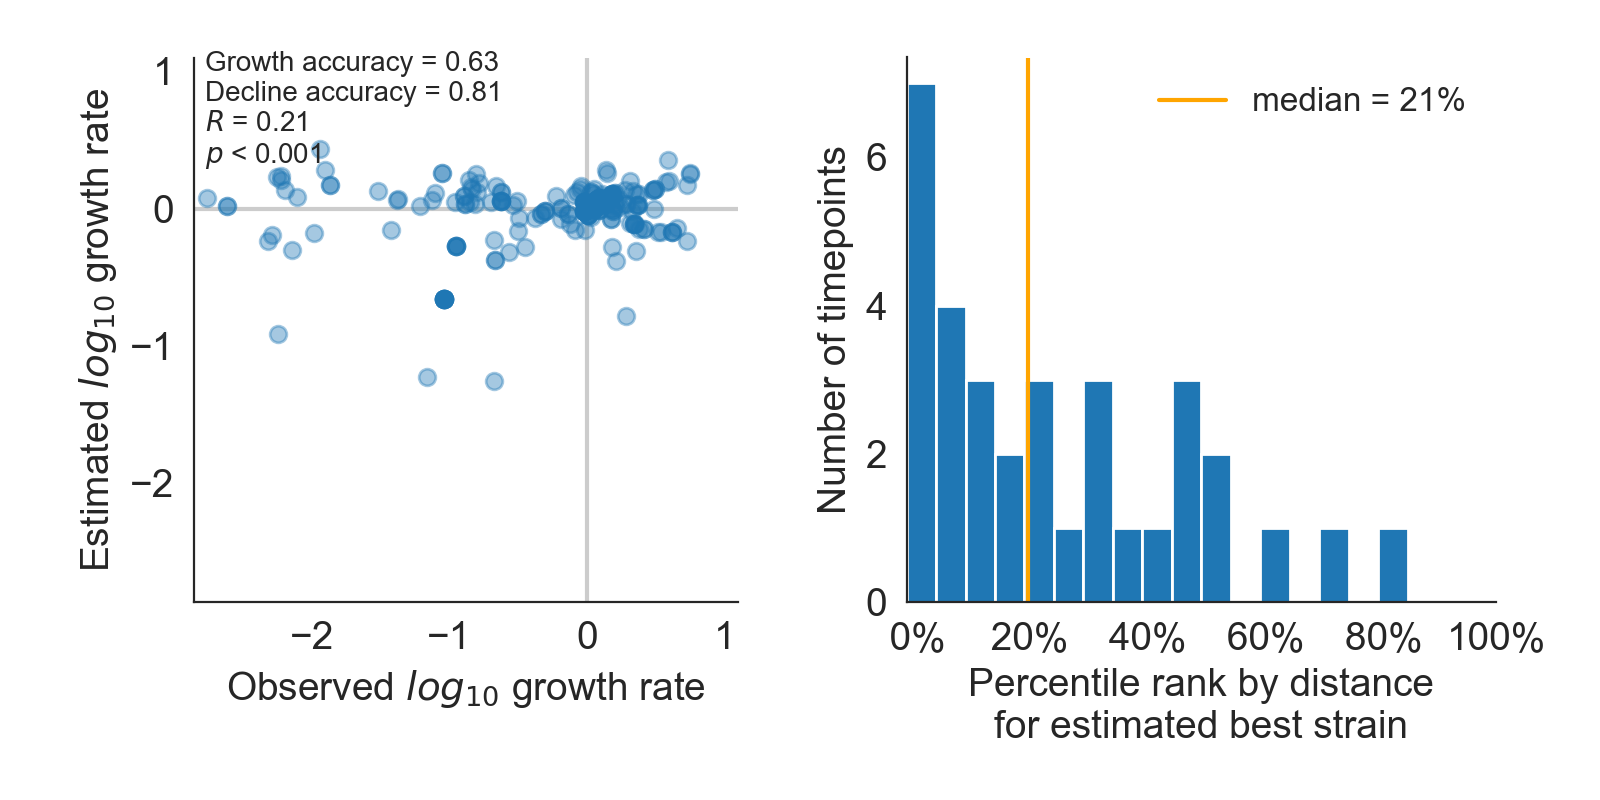 Growth accuracy = 0.63
Decline accuracy = 0.81
R = 0.21
p < 0.001
1
0
−1
−2
Estimated log10 growth rate
−2
−1
0
1
Observed log10 growth rate
median = 21%
6
4
2
0
Number of timepoints
0%
20%
40%
60%
80%
100%
Percentile rank by distance
for estimated best strain